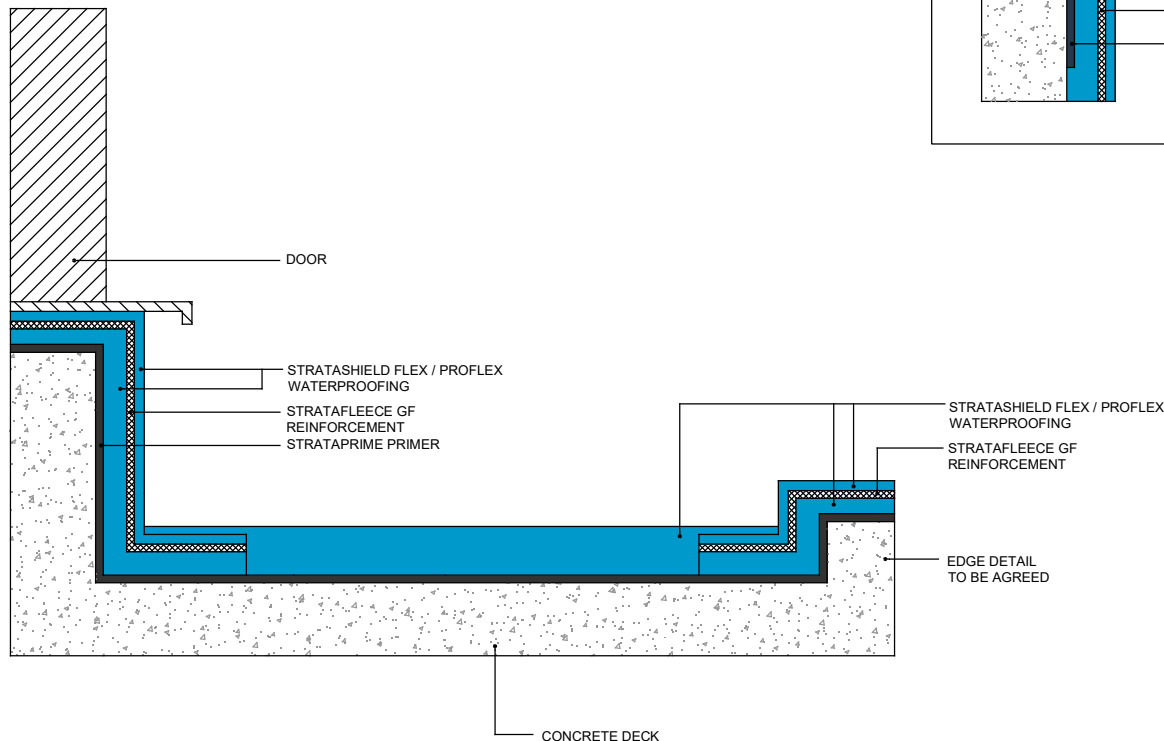 DOOR
STRATASHIELD FLEX / PROFLEX
WATERPROOFING
STRATAFLEECE GF
REINFORCEMENT
STRATAPRIME PRIMER
STRATASHIELD FLEX / PROFLEX
WATERPROOFING
STRATAFLEECE GF
REINFORCEMENT
EDGE DETAIL
TO BE AGREED
CONCRETE DECK